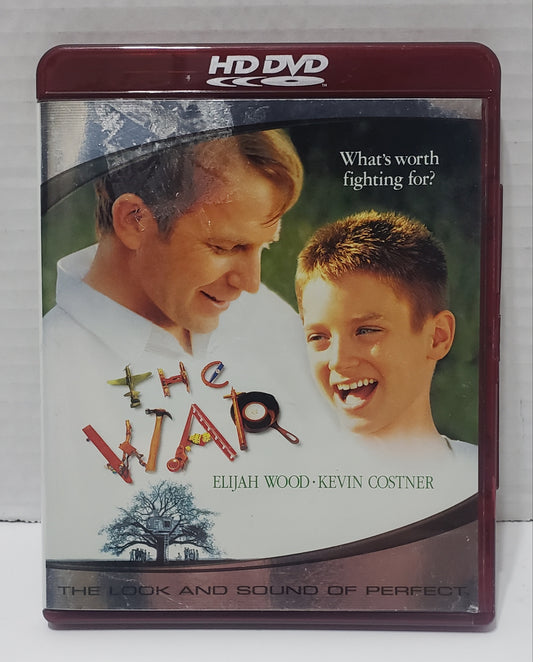 HD DVD
What's worth
fighting for?
THE
WAR
ELIJAH WOOD · KEVIN COSTNER
THE LOOK AND SOUND OF PERFECT.